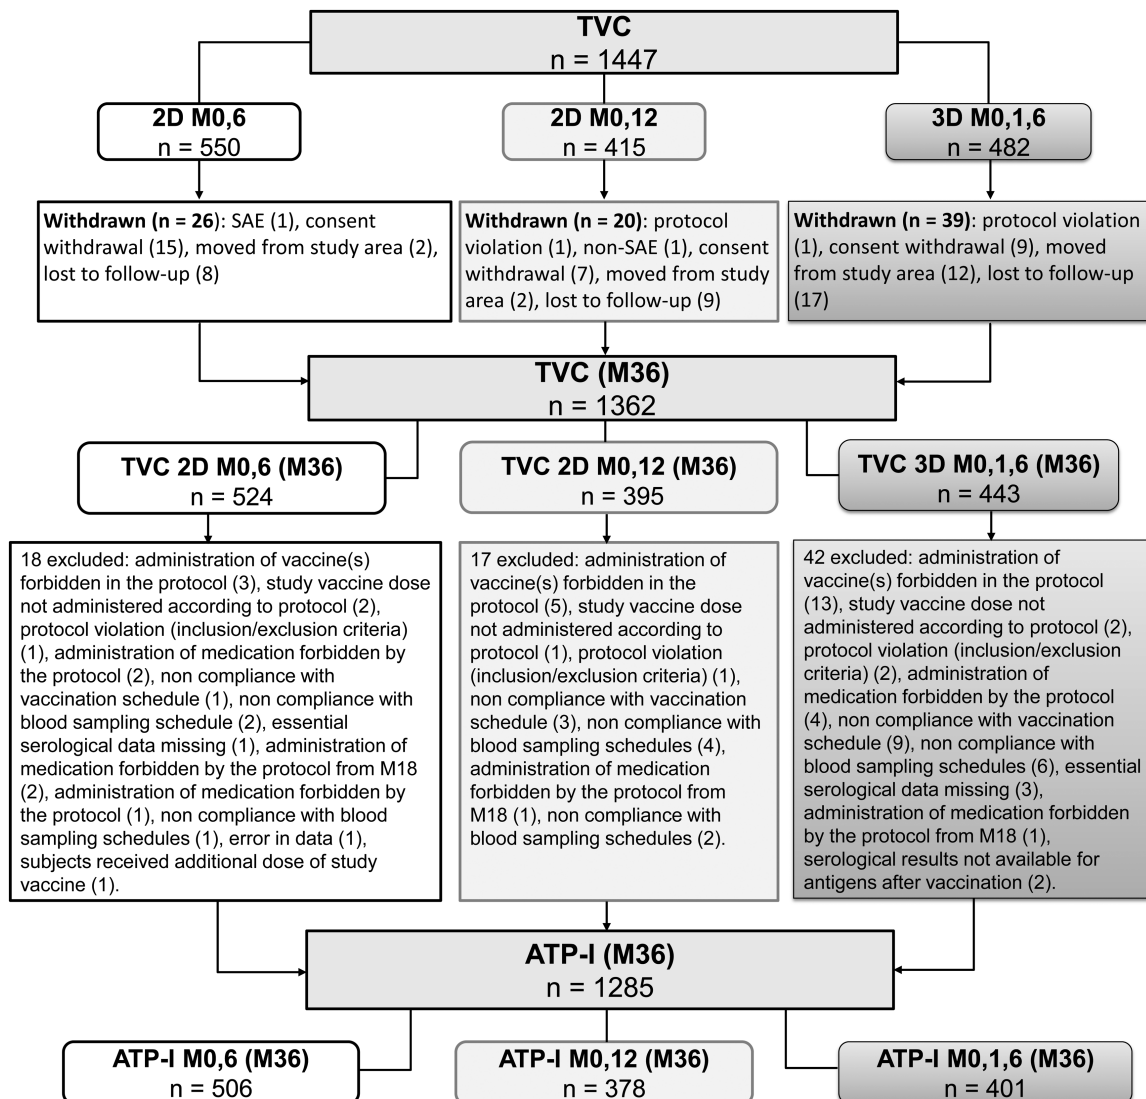 TVC
n = 1447
2D M0,6
n = 550
2D M0,12
n = 415
3D M0,1,6
n = 482
Withdrawn (n = 26): SAE (1), consent
withdrawal (15), moved from study area (2),
lost to follow-up (8)
Withdrawn (n = 20): protocol
violation (1), non-SAE (1), consent
withdrawal (7), moved from study
area (2), lost to follow-up (9)
Withdrawn (n = 39): protocol violation
(1), consent withdrawal (9), moved
from study area (12), lost to follow-up
(17)
TVC (M36)
n = 1362
TVC 2D M0,6 (M36)
n = 524
TVC 2D M0,12 (M36)
n = 395
TVC 3D M0,1,6 (M36)
n = 443
18 excluded: administration of vaccine(s)
forbidden in the protocol (3), study vaccine dose
not administered according to protocol (2),
protocol violation (inclusion/exclusion criteria)
(1), administration of medication forbidden by
the protocol (2), non compliance with
vaccination schedule (1), non compliance with
blood sampling schedule (2), essential
serological data missing (1), administration of
medication forbidden by the protocol from M18
(2), administration of medication forbidden by
the protocol (1), non compliance with blood
sampling schedules (1), error in data (1),
subjects received additional dose of study
vaccine (1).
17 excluded: administration of
vaccine(s) forbidden in the
protocol (5), study vaccine dose
not administered according to
protocol (1), protocol violation
(inclusion/exclusion criteria) (1),
non compliance with vaccination
schedule (3), non compliance with
blood sampling schedules (4),
administration of medication
forbidden by the protocol from
M18 (1), non compliance with
blood sampling schedules (2).
42 excluded: administration of
vaccine(s) forbidden in the protocol
(13), study vaccine dose not
administered according to protocol (2),
protocol violation (inclusion/exclusion
criteria) (2), administration of
medication forbidden by the protocol
(4), non compliance with vaccination
schedule (9), non compliance with
blood sampling schedules (6), essential
serological data missing (3),
administration of medication forbidden
by the protocol from M18 (1),
serological results not available for
antigens after vaccination (2).
ATP-I (M36)
n = 1285
ATP-I M0,6 (M36)
n = 506
ATP-I M0,12 (M36)
n = 378
ATP-I M0,1,6 (M36)
n = 401